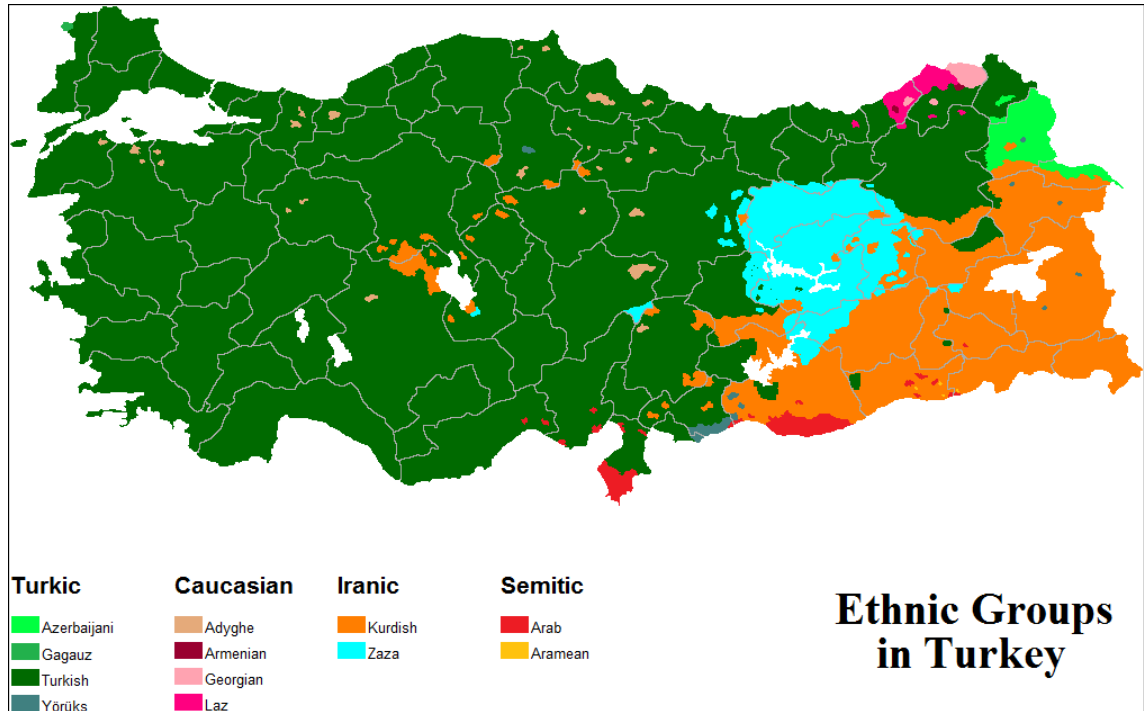 Turkic
Azerbaijani
Gagauz
Turkish
Yörüks
Caucasian
Adyghe
Armenian
Georgian
Laz
Iranic
Kurdish
Zaza
Semitic
Arab
Aramean
Ethnic Groups
in Turkey